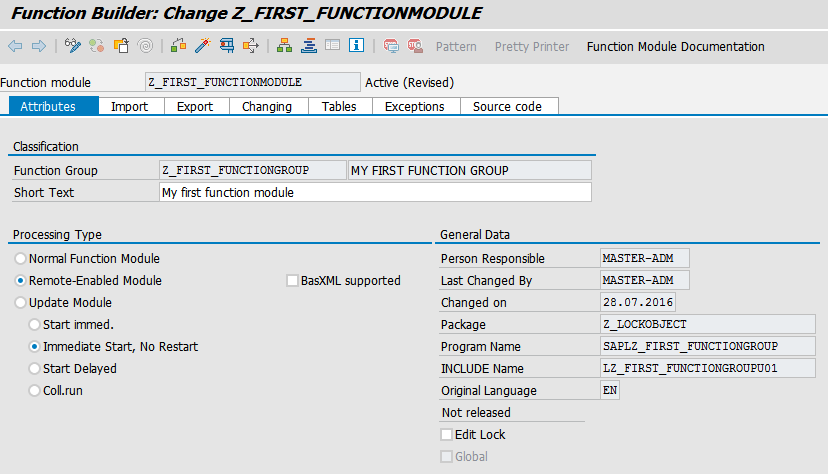 Function Builder: Change Z_FIRST_FUNCTIONMODULE
Pattern Pretty Printer Function Module Documentation
Function module Z_FIRST_FUNCTIONMODULE Active (Revised)
Attributes Import Export Changing Tables Exceptions Source code
Classification
Function Group Z_FIRST_FUNCTIONGROUP MY FIRST FUNCTION GROUP
Short Text My first function module
Processing Type
Normal Function Module
Remote-Enabled Module BasXML supported
Update Module
Start immed.
Immediate Start, No Restart
Start Delayed
Coll.run
General Data
Person Responsible MASTER-ADM
Last Changed By MASTER-ADM
Changed on 28.07.2016
Package Z_LOCKOBJECT
Program Name SAPLZ_FIRST_FUNCTIONGROUP
INCLUDE Name LZ_FIRST_FUNCTIONGROUPU01
Original Language EN
Not released
Edit Lock
Global